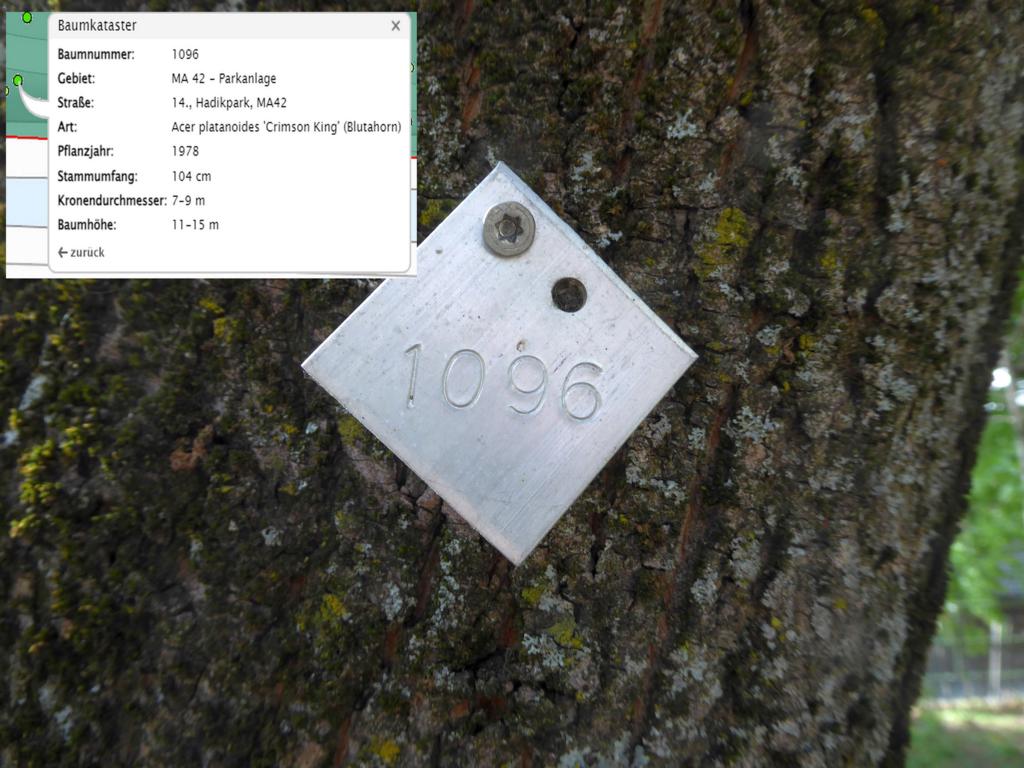 Baumkataster x
Baumnummer: 1096
Gebiet: MA 42 - Parkanlage
Straße: 14., Hadikpark, MA42
Art: Acer platanoides 'Crimson King' (Blutahorn)
Pflanzjahr: 1978
Stammumfang: 104 cm
Kronendurchmesser: 7-9 m
Baumhöhe: 11-15 m
← zurück
1096